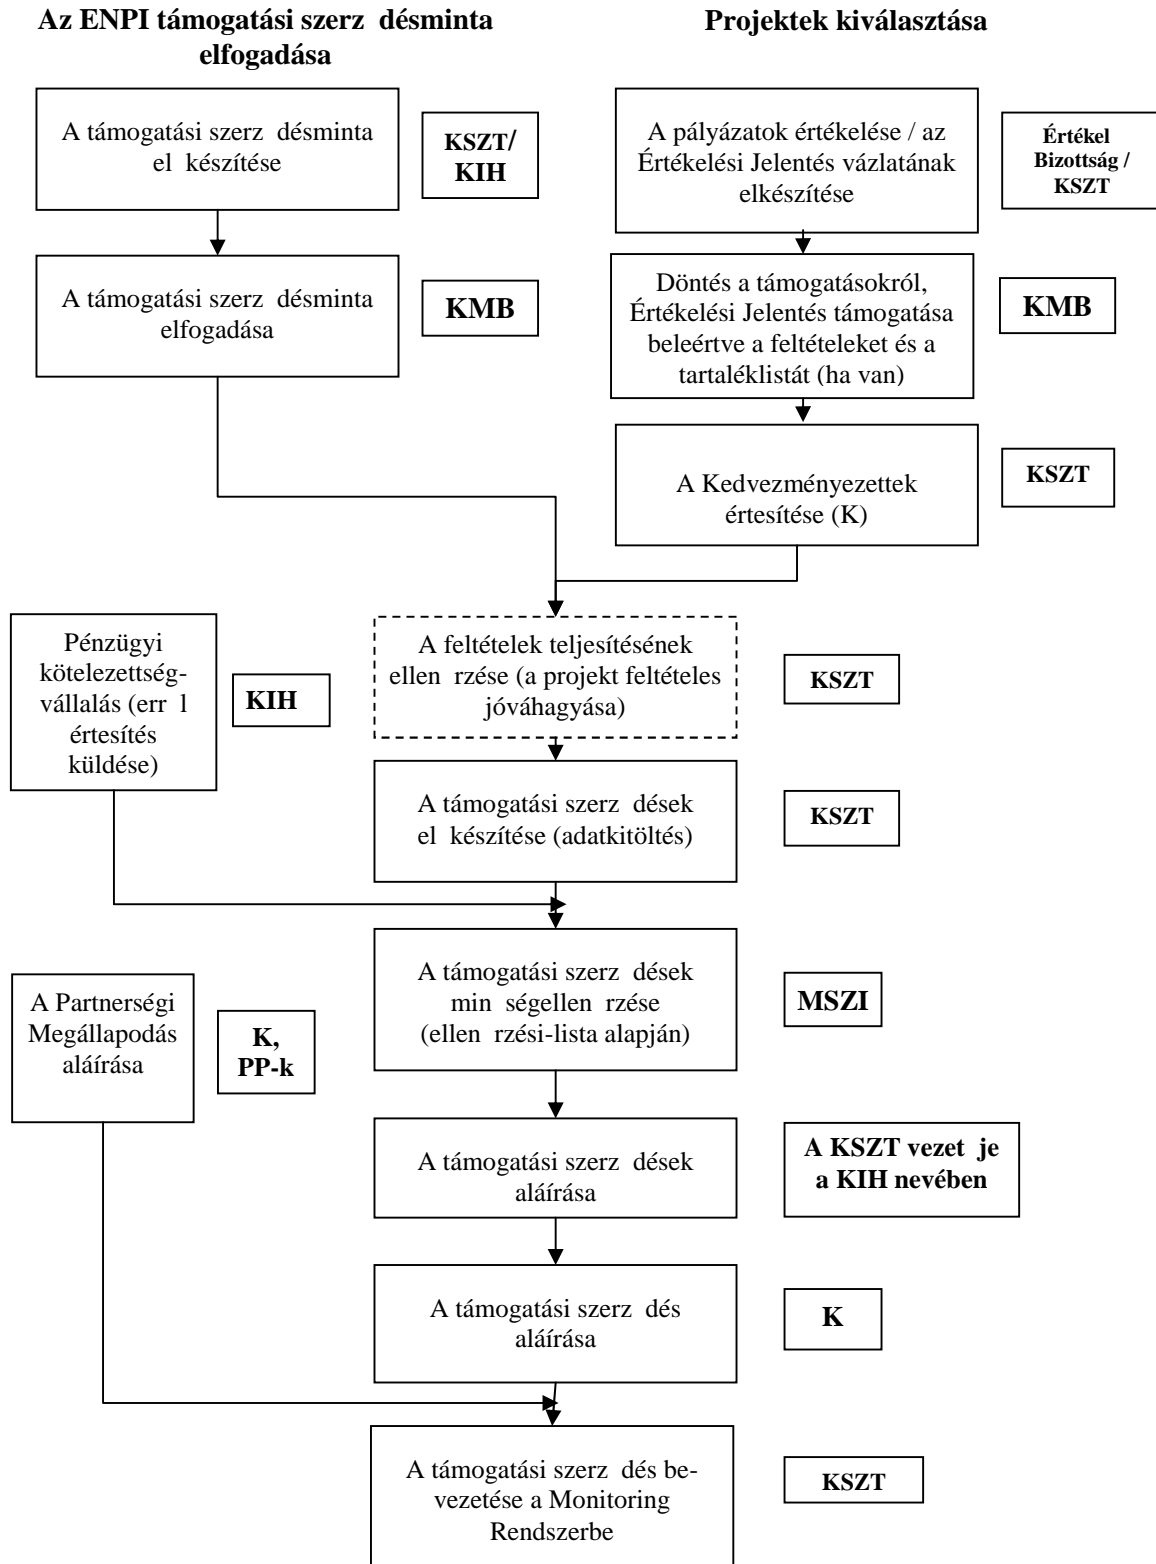 Az ENPI támogatási szerz désminta
elfogadása
Projektek kiválasztása
A támogatási szerz désminta
el készítése
KSZT/
KIH
A pályázatok értékelése / az
Értékelési Jelentés vázlatának
elkészítése
Értékel
Bizottság /
KSZT
A támogatási szerz désminta
elfogadása
KMB
Döntés a támogatásokról,
Értékelési Jelentés támogatása
beleértve a feltételeket és a
tartaléklistát (ha van)
KMB
A Kedvezményezettek
értesítése (K)
KSZT
Pénzügyi
kötelezettség-
vállalás (err l
értesítés
küldése)
KIH
A feltételek teljesítésének
ellen rzése (a projekt feltételes
jóváhagyása)
KSZT
A támogatási szerz dések
el készítése (adatkitöltés)
KSZT
A támogatási szerz dések
min ségellen rzése
(ellen rzési-lista alapján)
MSZI
A Partnerségi
Megállapodás
aláírása
K,
PP-k
A támogatási szerz dések
aláírása
A KSZT vezet je
a KIH nevében
A támogatási szerz dés
aláírása
K
A támogatási szerz dés be-
vezetése a Monitoring
Rendszerbe
KSZT